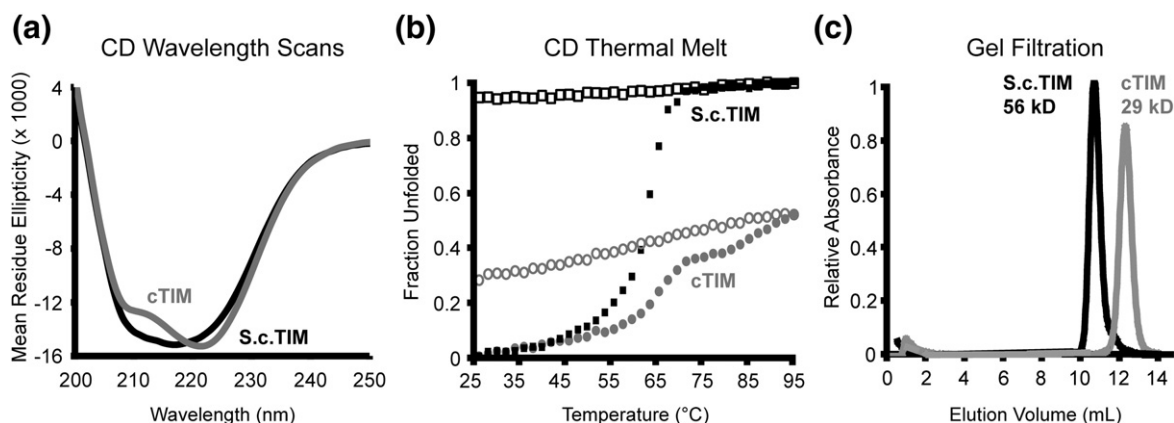 (a)
CD Wavelength Scans
Mean Residue Ellipticity (x 1000)
4
0
-4
-8
-12
-16
cTIM
S.c.TIM
200 210 220 230 240 250
Wavelength (nm)
(b)
CD Thermal Melt
Fraction Unfolded
1
0.8
0.6
0.4
0.2
0
S.c.TIM
cTIM
25 35 45 55 65 75 85 95
Temperature (°C)
(c)
Gel Filtration
Relative Absorbance
1
0.8
0.6
0.4
0.2
0
S.c.TIM
56 kD
cTIM
29 kD
0 2 4 6 8 10 12 14
Elution Volume (mL)